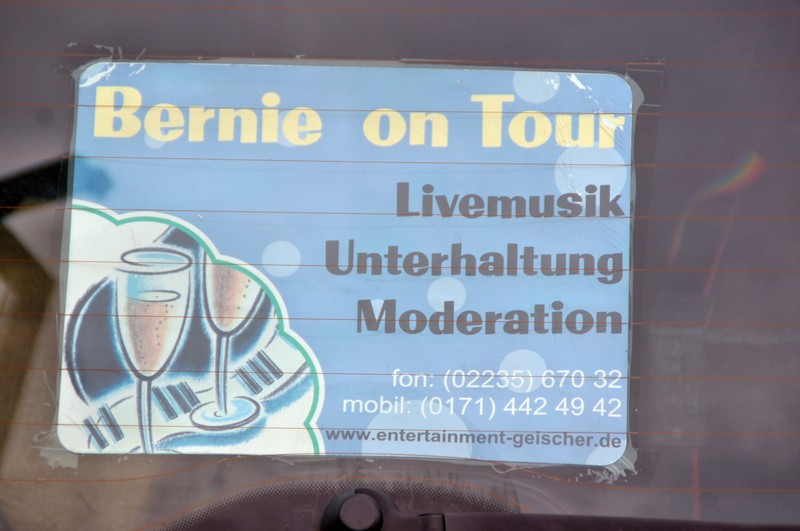 Bernie on Tour
Livemusik
Unterhaltung
Moderation
fon: (02235) 670 32
mobil: (0171) 442 49 42
www.entertainment-geischer.de